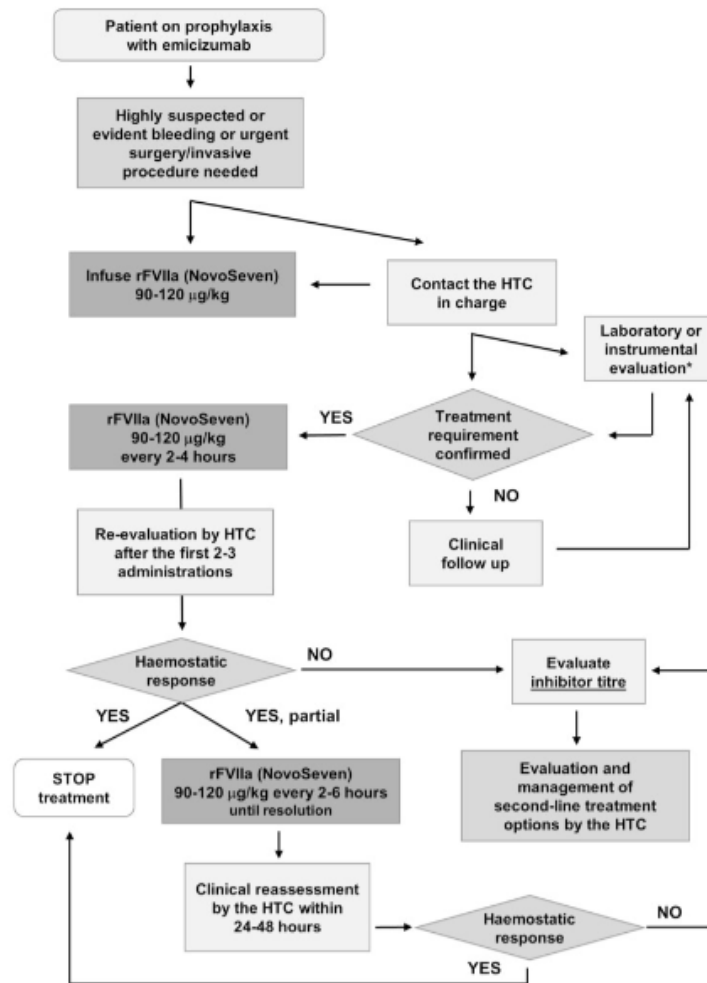 Patient on prophylaxis
with emicizumab
Highly suspected or
evident bleeding or urgent
surgery/invasive
procedure needed
Infuse rFVIIa (NovoSeven)
90-120 µg/kg
Contact the HTC
in charge
Laboratory or
instrumental
evaluation*
rFVIIa (NovoSeven)
90-120 µg/kg
every 2-4 hours
YES
Treatment
requirement
confirmed
NO
Re-evaluation by HTC
after the first 2-3
administrations
Clinical
follow up
Haemostatic
response
NO
Evaluate
inhibitor titre
YES
YES, partial
STOP
treatment
rFVIIa (NovoSeven)
90-120 µg/kg every 2-6 hours
until resolution
Evaluation and
management of
second-line treatment
options by the HTC
Clinical reassessment
by the HTC within
24-48 hours
Haemostatic
response
NO
YES